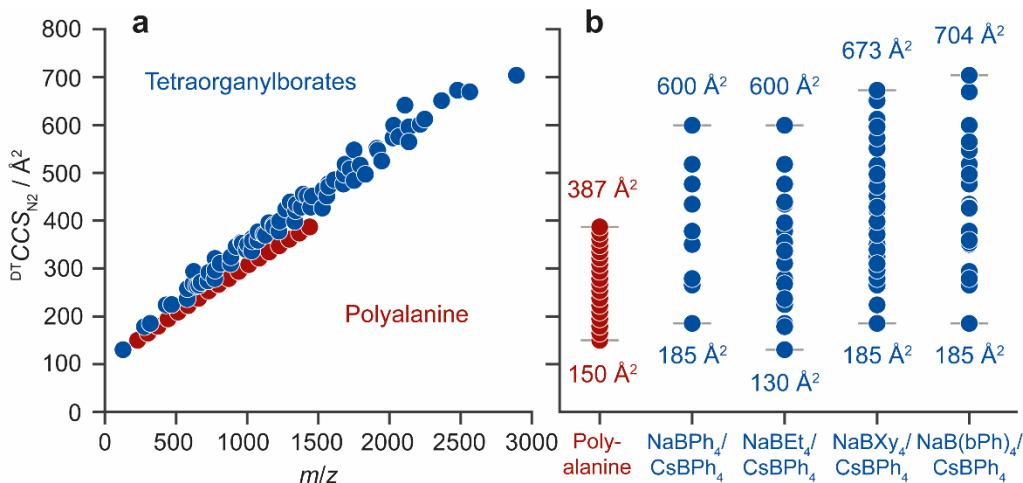 a
b
ᴰᵀCCS_N2 / Å²
800
700
600
500
400
300
200
100
0
Tetraorganylborates
Polyalanine
0 500 1000 1500 2000 2500 3000
m/z
387 Å²
150 Å²
600 Å²
185 Å²
600 Å²
130 Å²
673 Å²
185 Å²
704 Å²
185 Å²
Poly-
alanine
NaBPh₄/
CsBPh₄
NaBEt₄/
CsBPh₄
NaBXy₄/
CsBPh₄
NaB(bPh)₄/
CsBPh₄